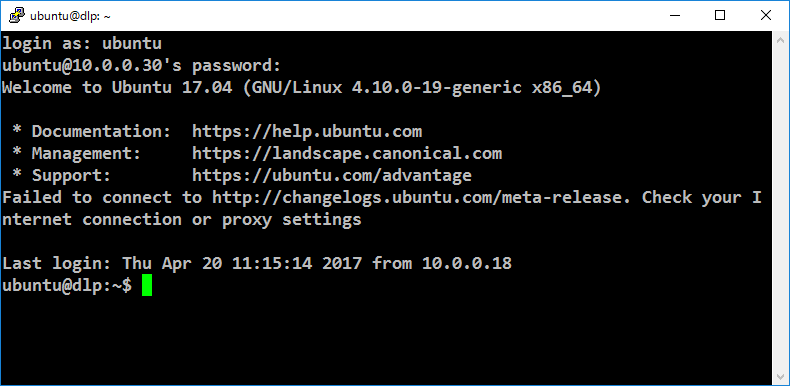 ubuntu@dlp: ~
login as: ubuntu
ubuntu@10.0.0.30's password:
Welcome to Ubuntu 17.04 (GNU/Linux 4.10.0-19-generic x86_64)
* Documentation:  https://help.ubuntu.com
* Management:     https://landscape.canonical.com
* Support:        https://ubuntu.com/advantage
Failed to connect to http://changelogs.ubuntu.com/meta-release. Check your I
nternet connection or proxy settings
Last login: Thu Apr 20 11:15:14 2017 from 10.0.0.18
ubuntu@dlp:~$